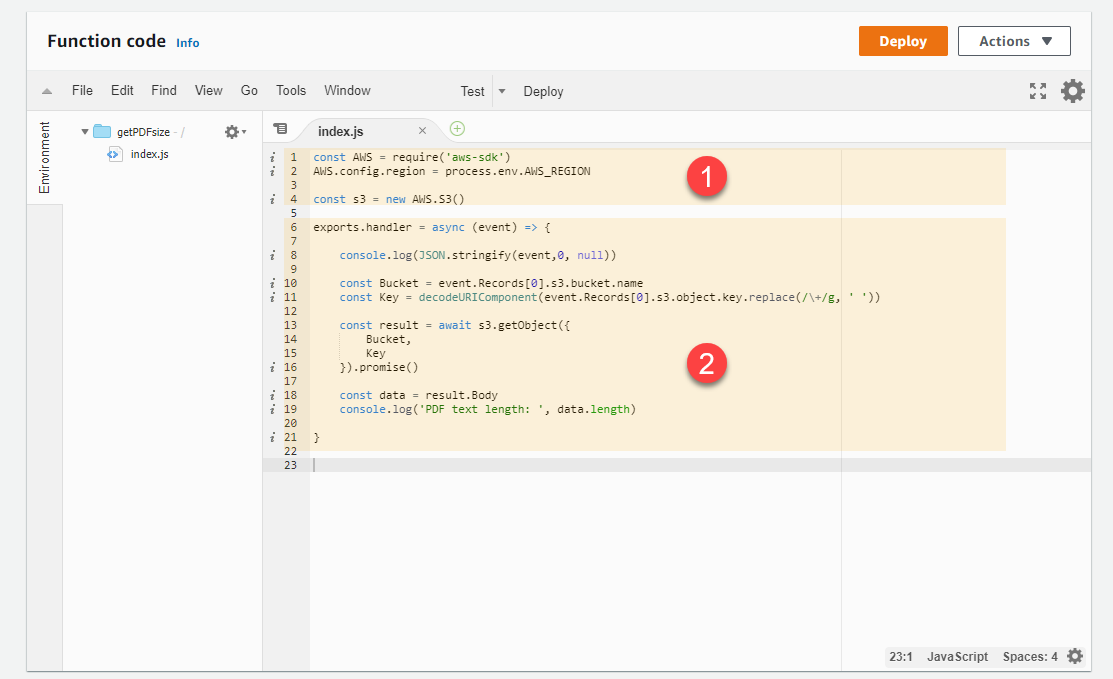 Function code Info
Deploy
Actions ▼
File Edit Find View Go Tools Window Test Deploy
Environment
getPDFsize - /
index.js
index.js
1 const AWS = require('aws-sdk')
2 AWS.config.region = process.env.AWS_REGION
3
4 const s3 = new AWS.S3()
5
6 exports.handler = async (event) => {
7
8     console.log(JSON.stringify(event,0, null))
9
10     const Bucket = event.Records[0].s3.bucket.name
11     const Key = decodeURIComponent(event.Records[0].s3.object.key.replace(/\+/g, ' '))
12
13     const result = await s3.getObject({
14         Bucket,
15         Key
16     }).promise()
17
18     const data = result.Body
19     console.log('PDF text length: ', data.length)
20
21 }
22
23
1
2
23:1 JavaScript Spaces: 4